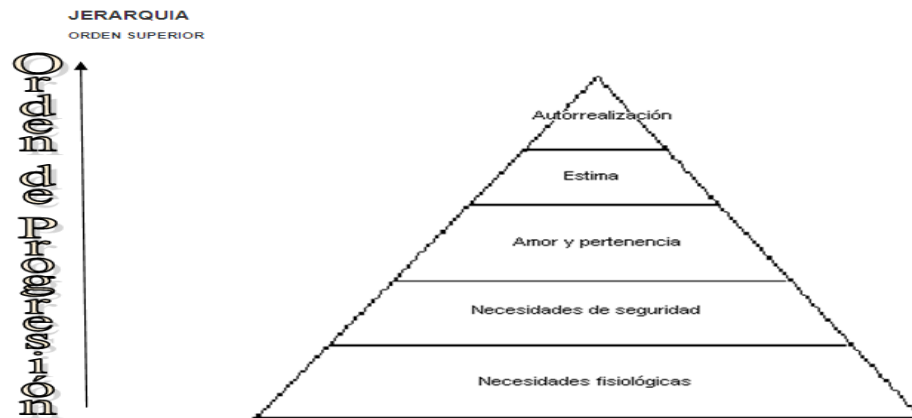 JERARQUIA
ORDEN SUPERIOR
Orden de Progresión
Autorrealización
Estima
Amor y pertenencia
Necesidades de seguridad
Necesidades fisiológicas